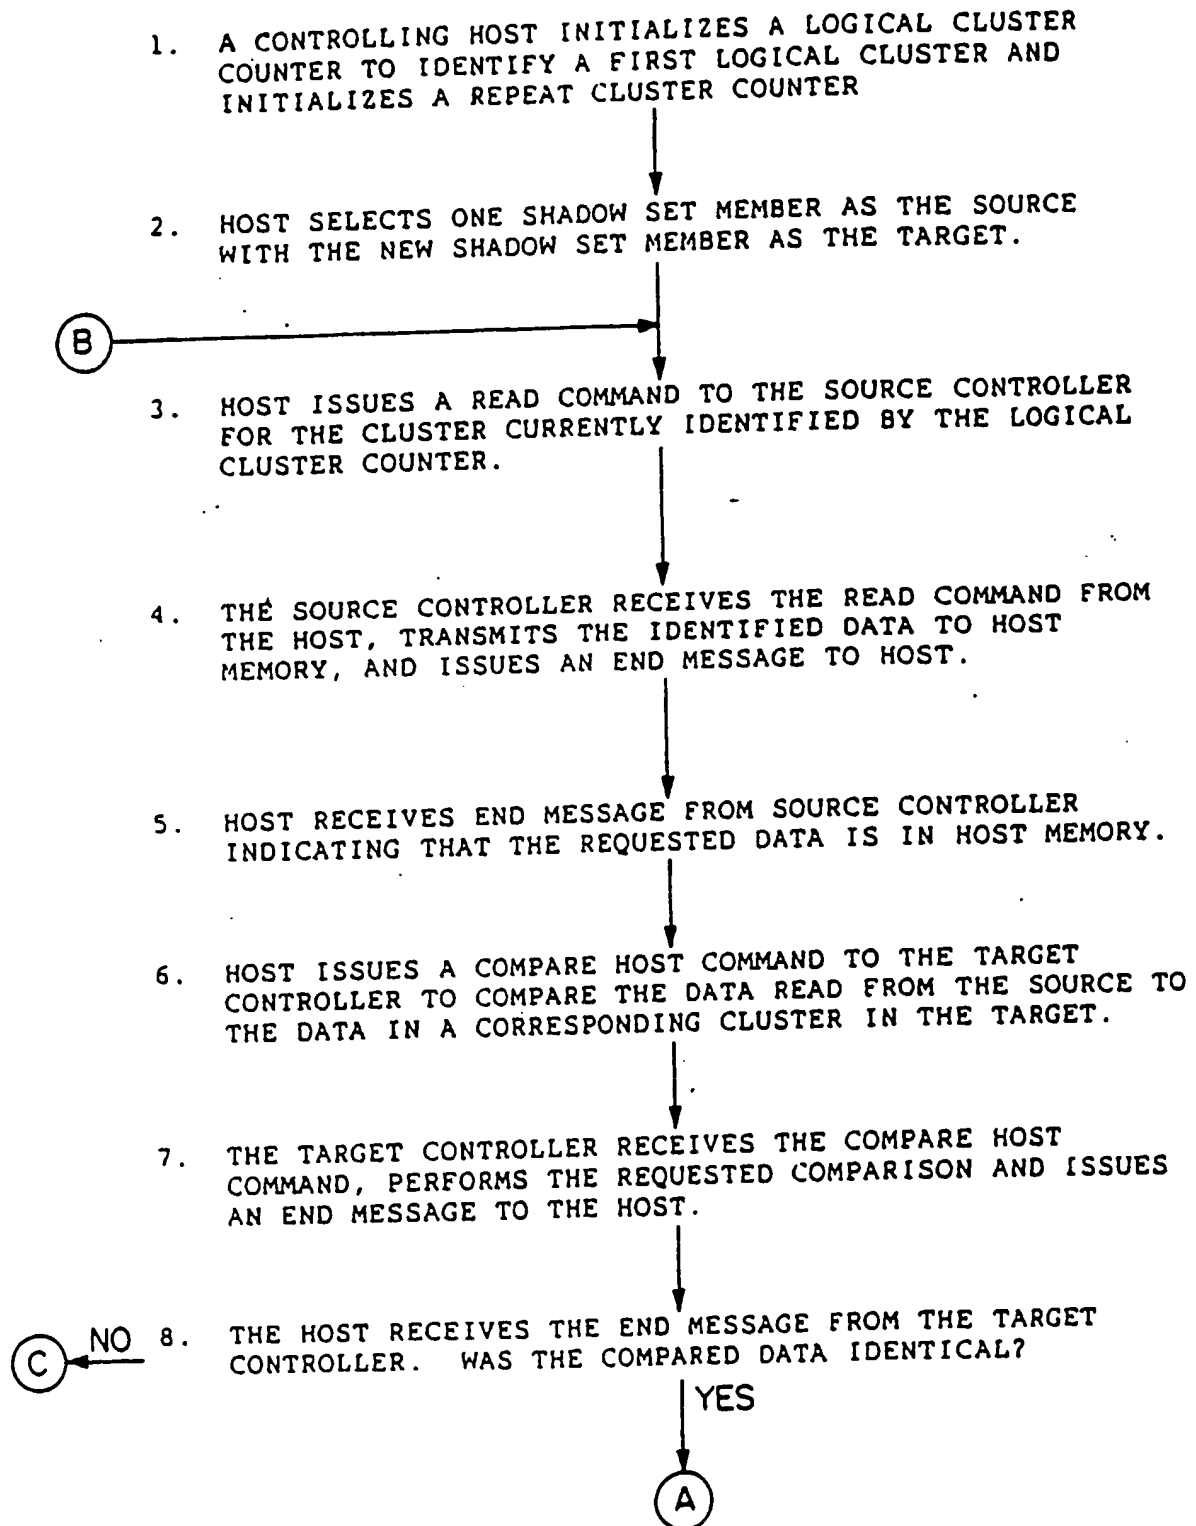 1. A CONTROLLING HOST INITIALIZES A LOGICAL CLUSTER
COUNTER TO IDENTIFY A FIRST LOGICAL CLUSTER AND
INITIALIZES A REPEAT CLUSTER COUNTER
2. HOST SELECTS ONE SHADOW SET MEMBER AS THE SOURCE
WITH THE NEW SHADOW SET MEMBER AS THE TARGET.
B
3. HOST ISSUES A READ COMMAND TO THE SOURCE CONTROLLER
FOR THE CLUSTER CURRENTLY IDENTIFIED BY THE LOGICAL
CLUSTER COUNTER.
4. THE SOURCE CONTROLLER RECEIVES THE READ COMMAND FROM
THE HOST, TRANSMITS THE IDENTIFIED DATA TO HOST
MEMORY, AND ISSUES AN END MESSAGE TO HOST.
5. HOST RECEIVES END MESSAGE FROM SOURCE CONTROLLER
INDICATING THAT THE REQUESTED DATA IS IN HOST MEMORY.
6. HOST ISSUES A COMPARE HOST COMMAND TO THE TARGET
CONTROLLER TO COMPARE THE DATA READ FROM THE SOURCE TO
THE DATA IN A CORRESPONDING CLUSTER IN THE TARGET.
7. THE TARGET CONTROLLER RECEIVES THE COMPARE HOST
COMMAND, PERFORMS THE REQUESTED COMPARISON AND ISSUES
AN END MESSAGE TO THE HOST.
C NO 8. THE HOST RECEIVES THE END MESSAGE FROM THE TARGET
CONTROLLER. WAS THE COMPARED DATA IDENTICAL?
YES
A